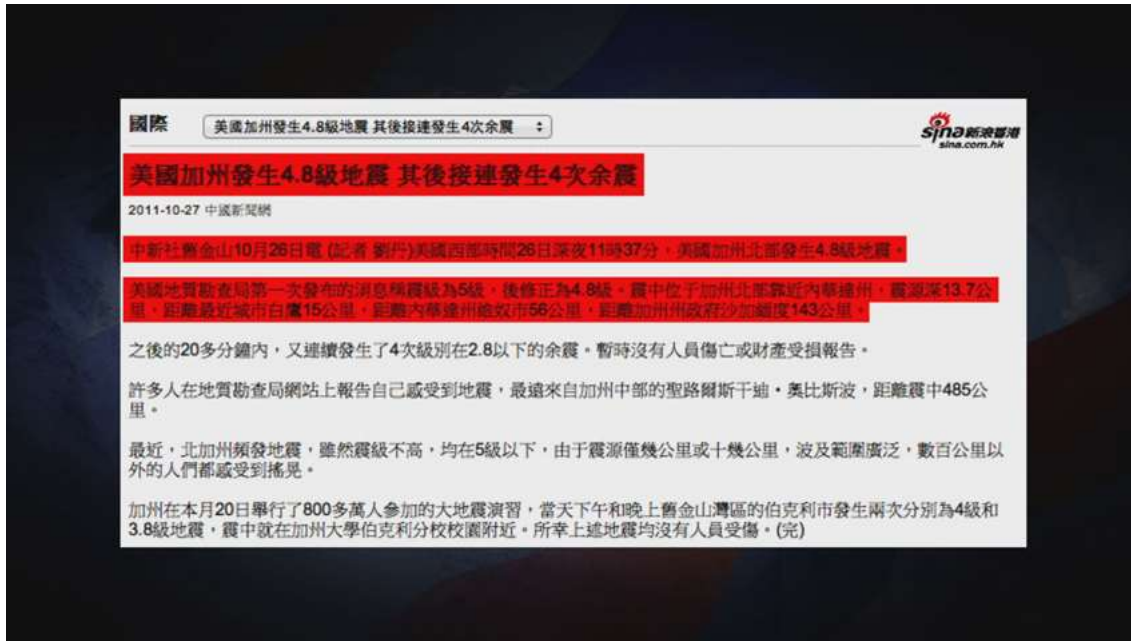 國際
美國加州發生4.8級地震 其後接連發生4次余震
sina新浪香港
sina.com.hk
美國加州發生4.8級地震 其後接連發生4次余震
2011-10-27 中國新聞網
中新社舊金山10月26日電 (記者 劉丹)美國西部時間26日深夜11時37分，美國加州北部發生4.8級地震。
美國地質勘查局第一次發布的消息稱震級為5級，後修正為4.8級。震中位于加州北部靠近內華達州，震源深13.7公
里，距離最近城市白鷹15公里，距離內華達州雄奴市56公里，距離加州州政府沙加緬度143公里。
之後的20多分鐘內，又連續發生了4次級別在2.8以下的余震。暫時沒有人員傷亡或財產受損報告。
許多人在地質勘查局網站上報告自己感受到地震，最遠來自加州中部的聖路爾斯干迪·奧比斯波，距離震中485公
里。
最近，北加州頻發地震，雖然震級不高，均在5級以下，由于震源僅幾公里或十幾公里，波及範圍廣泛，數百公里以
外的人們都感受到搖晃。
加州在本月20日舉行了800多萬人參加的大地震演習，當天下午和晚上舊金山灣區的伯克利市發生兩次分別為4級和
3.8級地震，震中就在加州大學伯克利分校校園附近。所幸上述地震均沒有人員受傷。(完)